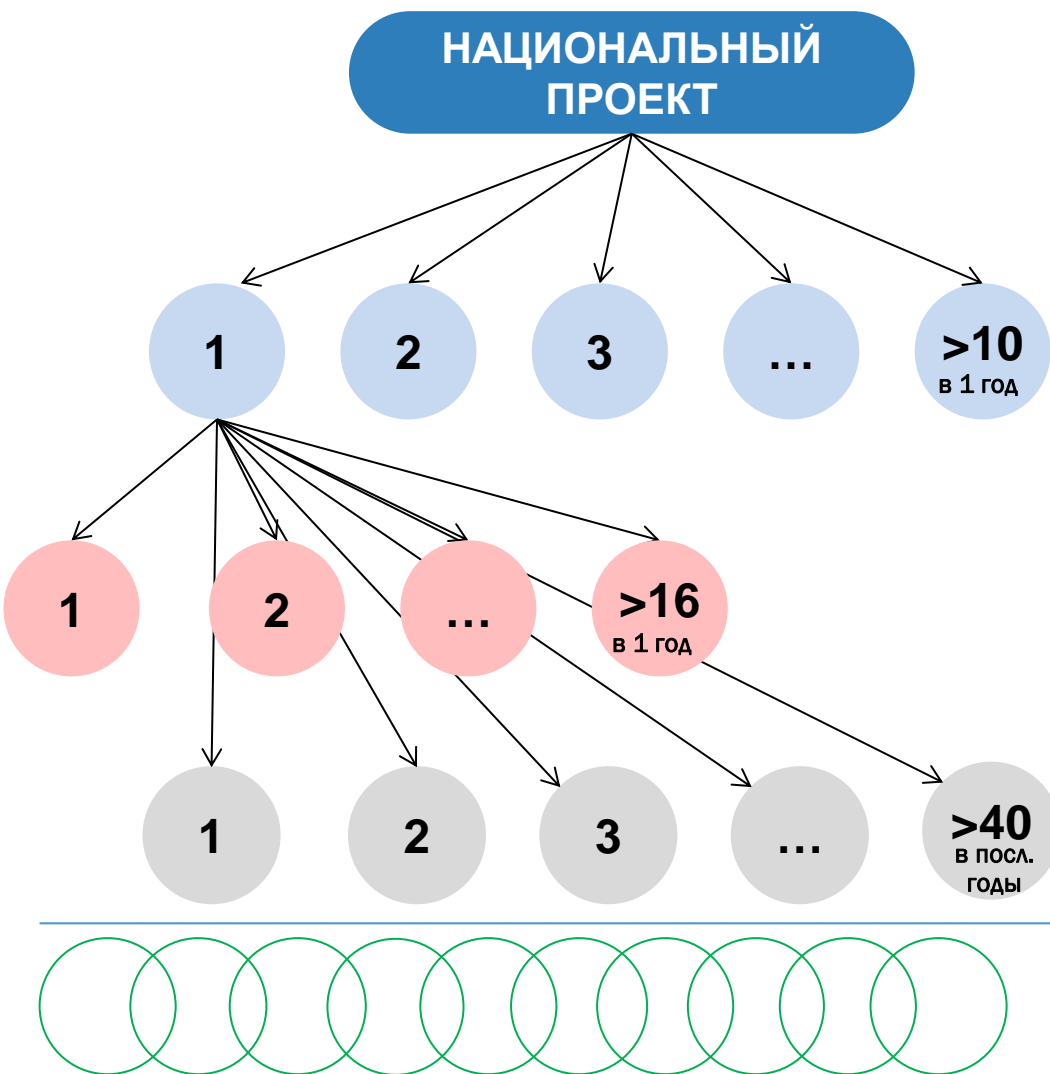 НАЦИОНАЛЬНЫЙ
ПРОЕКТ
1
2
3
...
>10
в 1 год
1
2
...
>16
в 1 год
1
2
3
...
>40
в посл.
годы